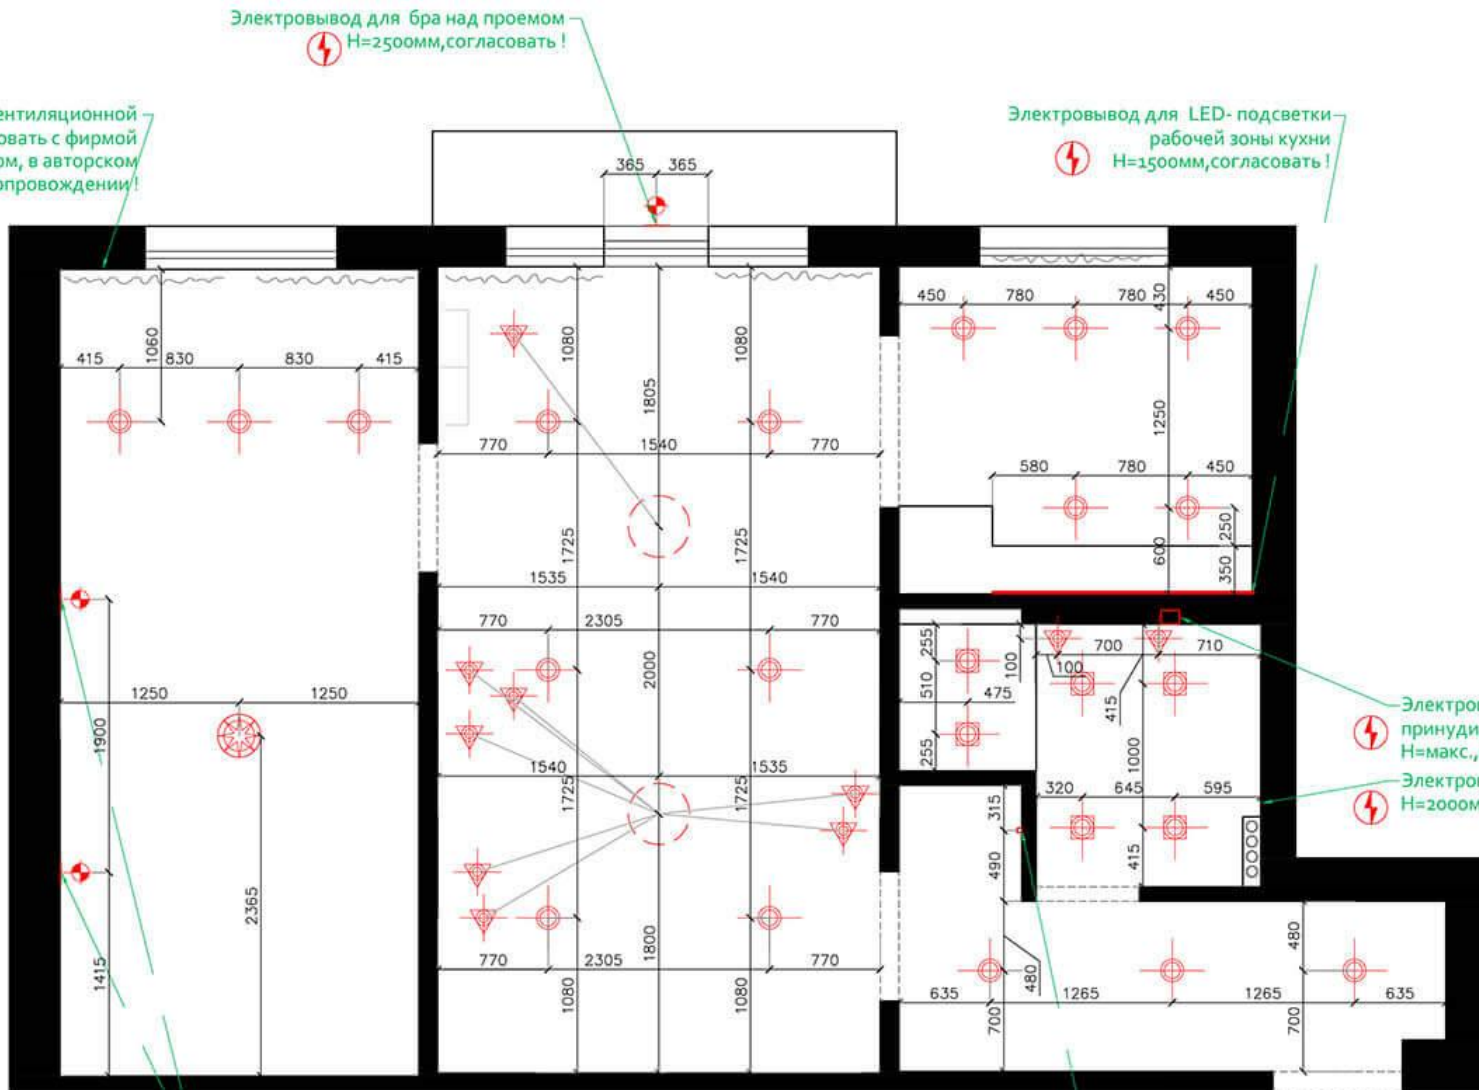 Электровывод для бра над проемом
H=2500мм,согласовать !
ентиляционной
овать с фирмой
ом, в авторском
опровождении !
Электровывод для LED- подсветки
рабочей зоны кухни
H=1500мм,согласовать !
365 365
450 780 780 430 450
415 1060 830 830 415
1080 1805 1080
1250
770 1540 770
580 780 450
1725 1725
600 250
350
1535 1540
770 2305 770
255 100 700 710
100
2000
510 475
415
1250 1250
1900
255
1000
Электро
принуди
H=макс.,
Электро
H=2000м
1540 1535
1725 1725
315 320 645 595
490 415
2365
1800
480 480
770 2305 770
1415 1080 1080
635 1265 1265 635
700 700